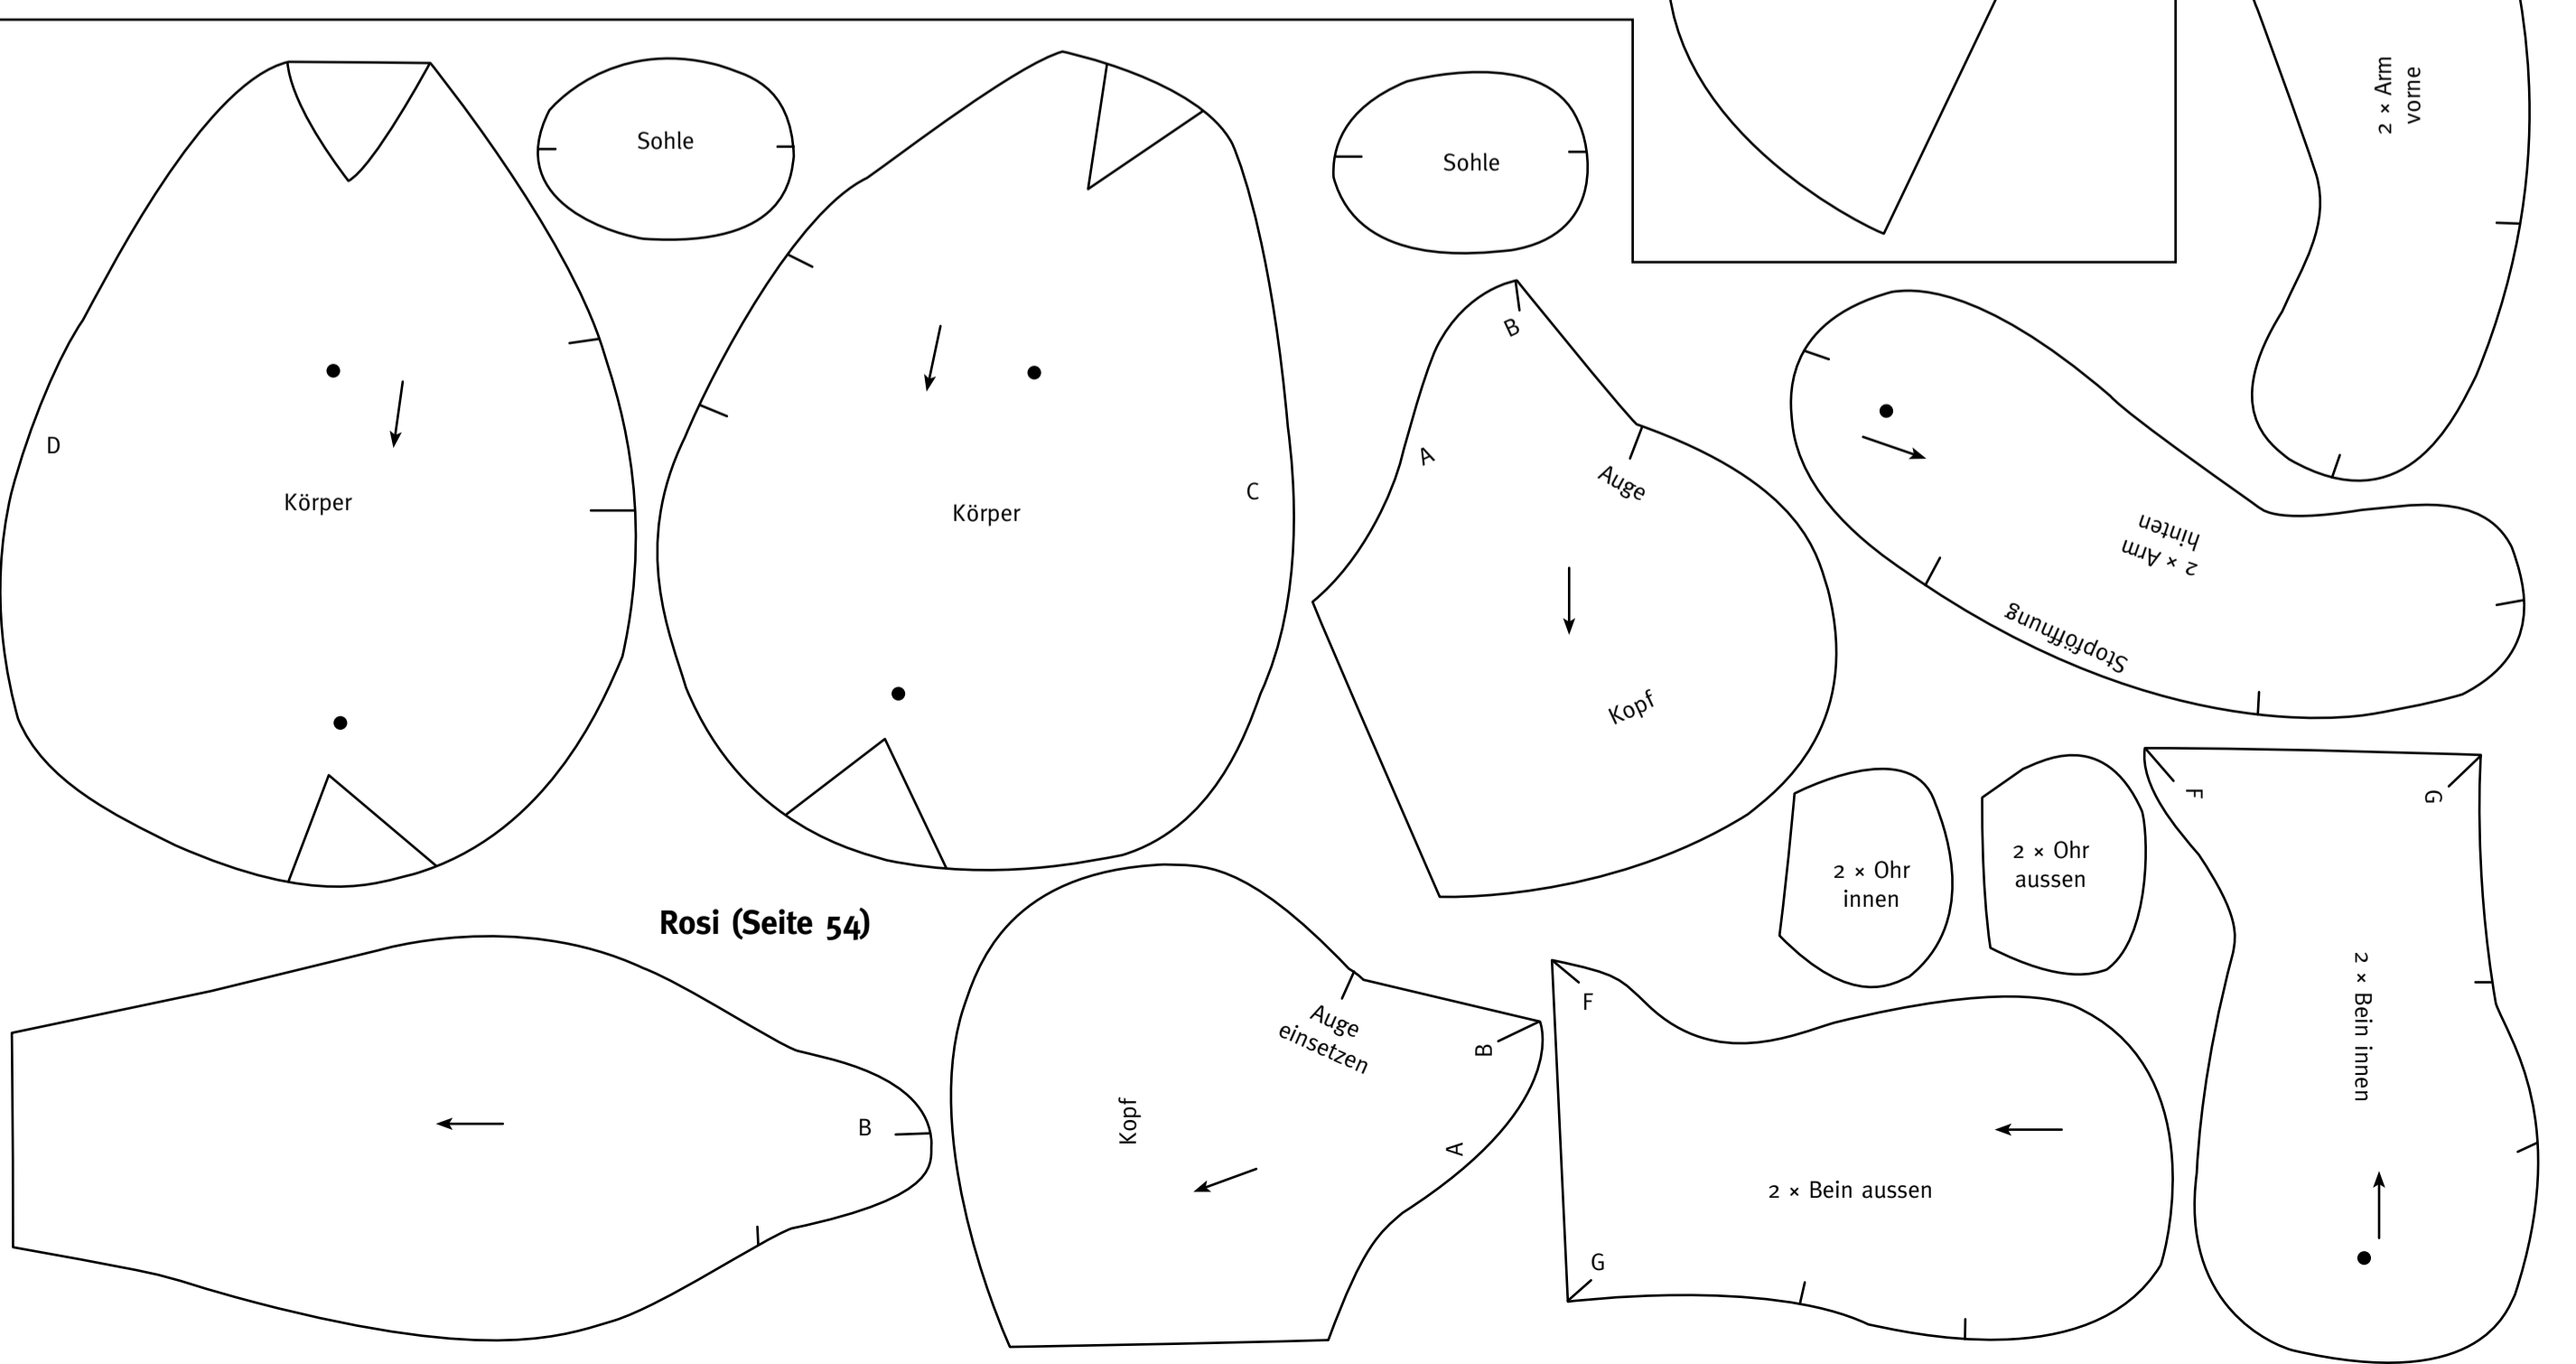 Sohle
Sohle
2 × Arm
vorne
B
A
Auge
D
Körper
Körper
C
2 × Arm
hinten
Stopföffnung
Kopf
F
G
2 × Ohr
innen
2 × Ohr
aussen
Rosi (Seite 54)
2 × Bein innen
F
Auge
einsetzen
B
B
Kopf
A
2 × Bein aussen
G